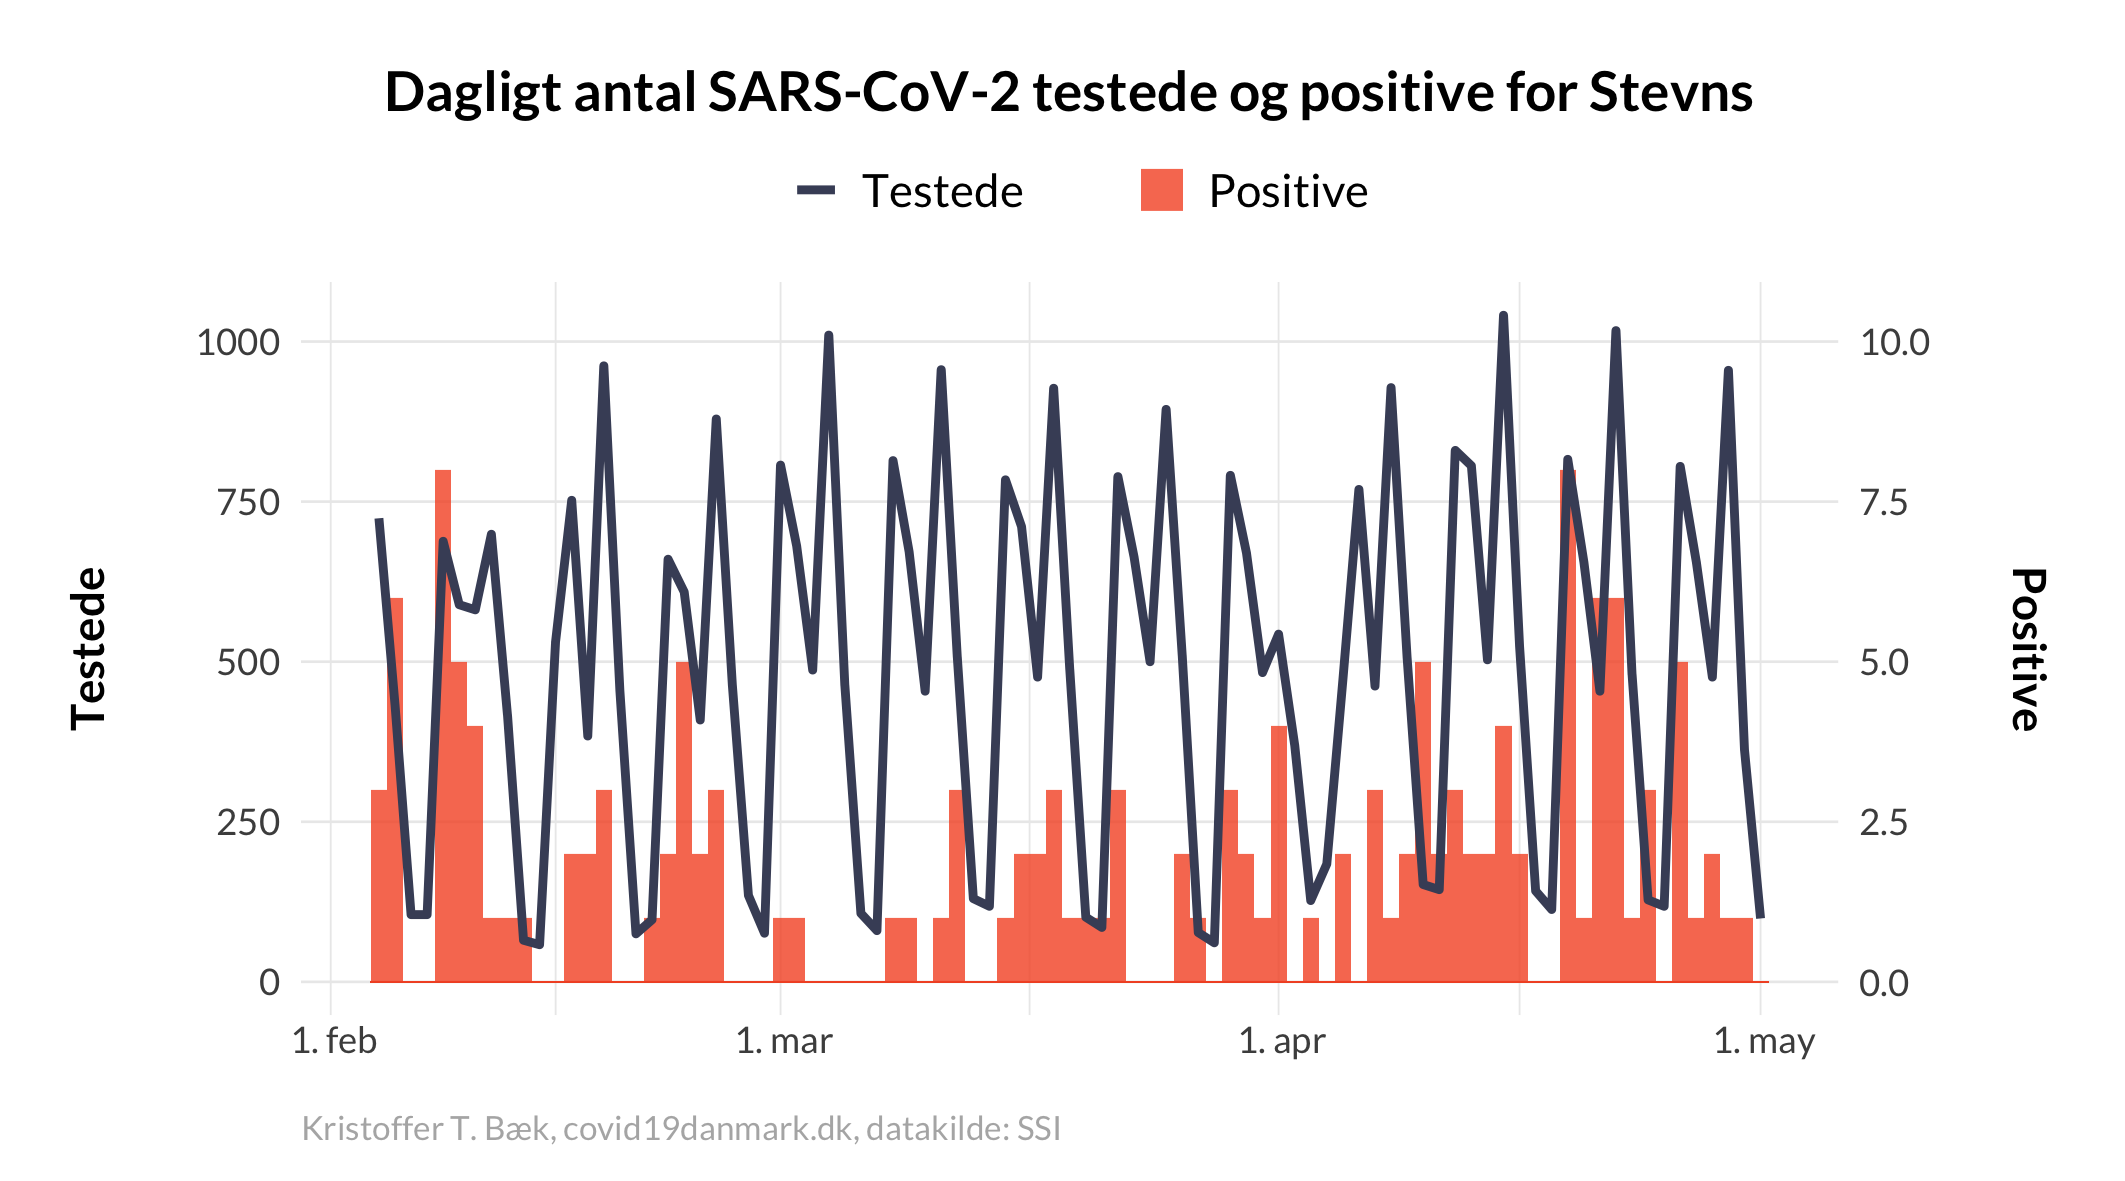 Dagligt antal SARS-CoV-2 testede og positive for Stevns
Testede Positive
1000 10.0
750 7.5
500 5.0
250 2.5
0 0.0
Testede
Positive
1. feb 1. mar 1. apr 1. may
Kristoffer T. Bæk, covid19danmark.dk, datakilde: SSI